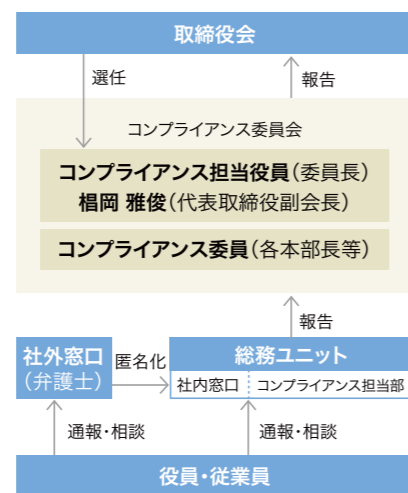 取締役会
選任
報告
コンプライアンス委員会
コンプライアンス担当役員（委員長）
椙岡 雅俊（代表取締役副会長）
コンプライアンス委員（各本部長等）
報告
社外窓口
（弁護士）
匿名化
総務ユニット
社内窓口
コンプライアンス担当部
通報・相談
通報・相談
役員・従業員